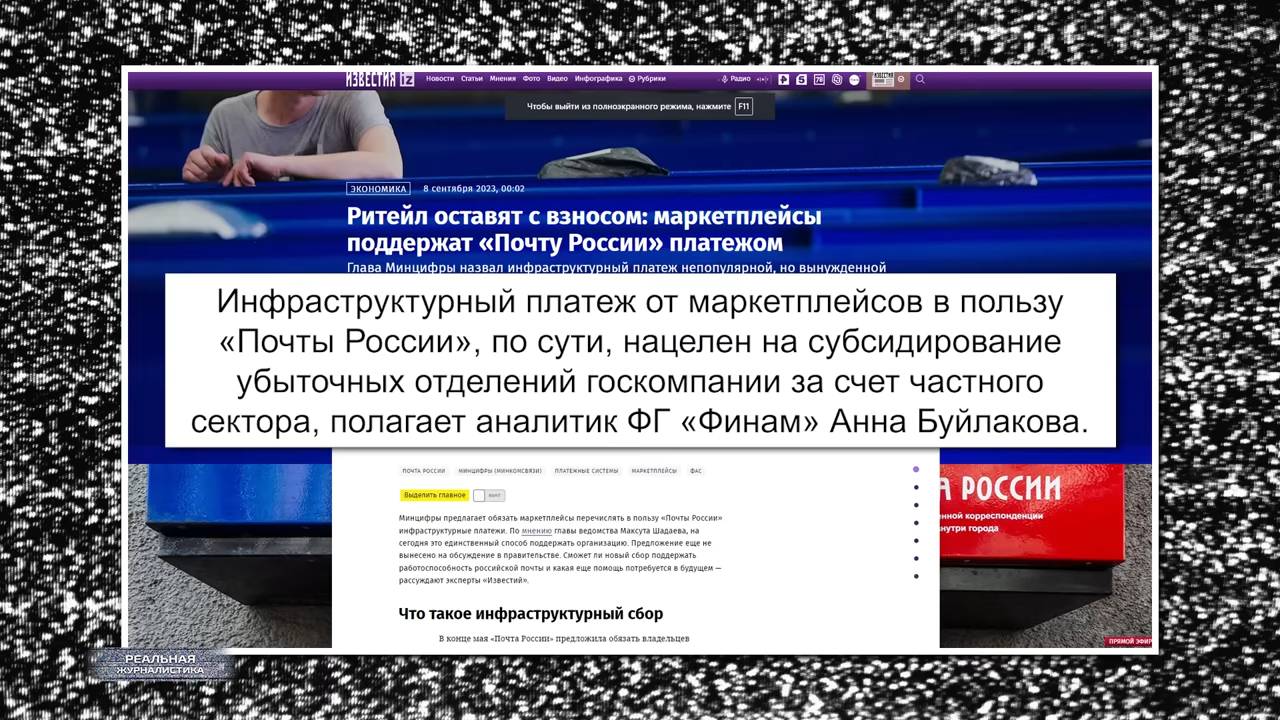 ИЗВЕСТИЯ iz Новости Статьи Мнения Фото Видео Инфографика Рубрики Радио 5 78 ИЗВЕСТИЯ
Чтобы выйти из полноэкранного режима, нажмите F11
ЭКОНОМИКА 8 сентября 2023, 00:02
Ритейл оставят с взносом: маркетплейсы
поддержат «Почту России» платежом
Глава Минцифры назвал инфраструктурный платеж непопулярной, но вынужденной
Инфраструктурный платеж от маркетплейсов в пользу
«Почты России», по сути, нацелен на субсидирование
убыточных отделений госкомпании за счет частного
сектора, полагает аналитик ФГ «Финам» Анна Буйлакова.
ПОЧТА РОССИИ МИНЦИФРЫ (МИНКОМСВЯЗИ) ПЛАТЕЖНЫЕ СИСТЕМЫ МАРКЕТПЛЕЙСЫ ФАС
Выделить главное
Минцифры предлагает обязать маркетплейсы перечислять в пользу «Почты России»
инфраструктурные платежи. По мнению главы ведомства Максута Шадаева, на
сегодня это единственный способ поддержать организацию. Предложение еще не
вынесено на обсуждение в правительстве. Сможет ли новый сбор поддержать
работоспособность российской почты и какая еще помощь потребуется в будущем —
рассуждают эксперты «Известий».
Что такое инфраструктурный сбор
В конце мая «Почта России» предложила обязать владельцев
А РОССИИ
енной корреспонденции
нутри города
ПРЯМОЙ ЭФИР
РЕАЛЬНАЯ
ЖУРНАЛИСТИКА